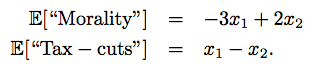 𝔼["Morality"] = −3x₁ + 2x₂
𝔼["Tax − cuts"] = x₁ − x₂.